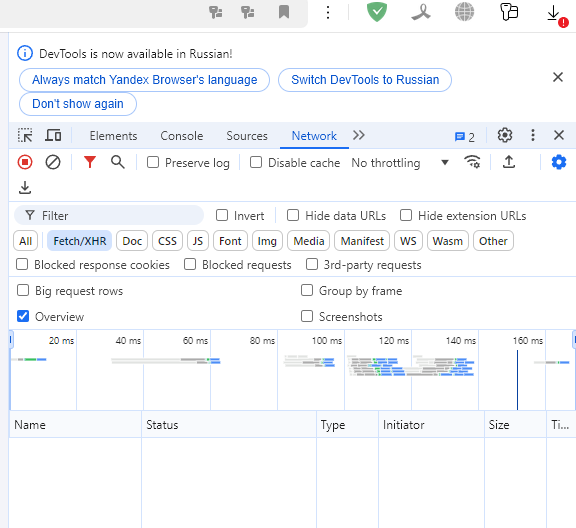 DevTools is now available in Russian!
Always match Yandex Browser's language
Switch DevTools to Russian
Don't show again
Elements Console Sources Network 2
Preserve log Disable cache No throttling
Filter Invert Hide data URLs Hide extension URLs
All Fetch/XHR Doc CSS JS Font Img Media Manifest WS Wasm Other
Blocked response cookies Blocked requests 3rd-party requests
Big request rows Group by frame
Overview Screenshots
20 ms 40 ms 60 ms 80 ms 100 ms 120 ms 140 ms 160 ms
Name Status Type Initiator Size Ti...